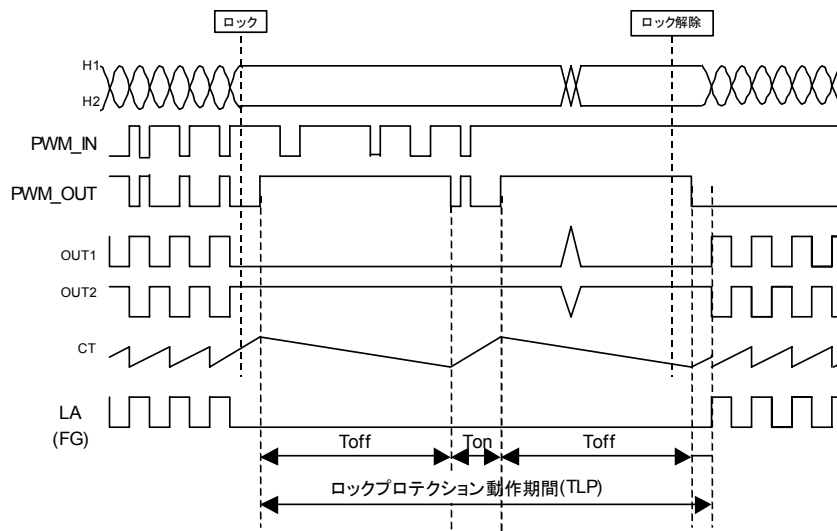 ロック
ロック解除
H1
H2
PWM_IN
PWM_OUT
OUT1
OUT2
CT
LA
(FG)
Toff
Ton
Toff
ロックプロテクション動作期間(TLP)